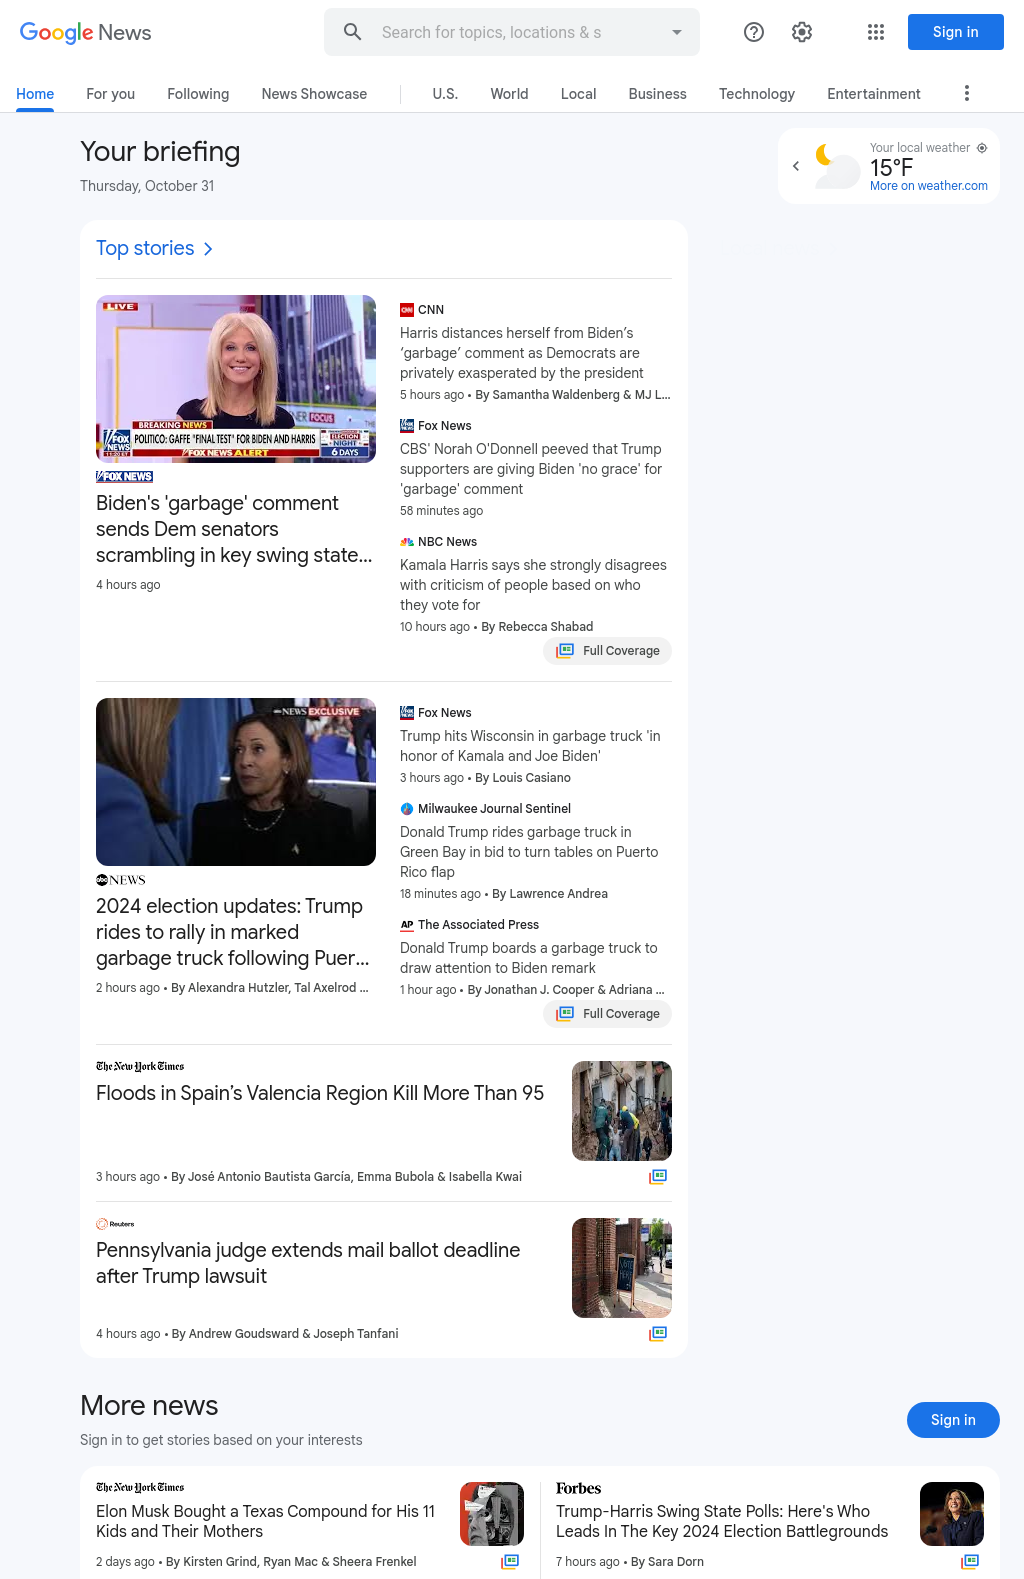 Google News
Search for topics, locations & s
Sign in
Home
For you
Following
News Showcase
U.S.
World
Local
Business
Technology
Entertainment
Your briefing
Thursday, October 31
Your local weather
15°F
More on weather.com
Top stories
LIVE
BREAKING NEWS
POLITICO: GAFFE "FINAL TEST" FOR BIDEN AND HARRIS
FOX NEWS ALERT
ELECTION NIGHT
6 DAYS
FOX NEWS
Biden's 'garbage' comment
sends Dem senators
scrambling in key swing state...
4 hours ago
CNN
Harris distances herself from Biden’s
‘garbage’ comment as Democrats are
privately exasperated by the president
5 hours ago • By Samantha Waldenberg & MJ L...
Fox News
CBS' Norah O'Donnell peeved that Trump
supporters are giving Biden 'no grace' for
'garbage' comment
58 minutes ago
NBC News
Kamala Harris says she strongly disagrees
with criticism of people based on who
they vote for
10 hours ago • By Rebecca Shabad
Full Coverage
NEWS EXCLUSIVE
abc NEWS
2024 election updates: Trump
rides to rally in marked
garbage truck following Puer...
2 hours ago • By Alexandra Hutzler, Tal Axelrod ...
Fox News
Trump hits Wisconsin in garbage truck 'in
honor of Kamala and Joe Biden'
3 hours ago • By Louis Casiano
Milwaukee Journal Sentinel
Donald Trump rides garbage truck in
Green Bay in bid to turn tables on Puerto
Rico flap
18 minutes ago • By Lawrence Andrea
AP The Associated Press
Donald Trump boards a garbage truck to
draw attention to Biden remark
1 hour ago • By Jonathan J. Cooper & Adriana ...
Full Coverage
The New York Times
Floods in Spain’s Valencia Region Kill More Than 95
3 hours ago • By José Antonio Bautista García, Emma Bubola & Isabella Kwai
Reuters
Pennsylvania judge extends mail ballot deadline
after Trump lawsuit
VOTE
HERE
4 hours ago • By Andrew Goudsward & Joseph Tanfani
More news
Sign in to get stories based on your interests
Sign in
The New York Times
Elon Musk Bought a Texas Compound for His 11
Kids and Their Mothers
2 days ago • By Kirsten Grind, Ryan Mac & Sheera Frenkel
Forbes
Trump-Harris Swing State Polls: Here's Who
Leads In The Key 2024 Election Battlegrounds
7 hours ago • By Sara Dorn